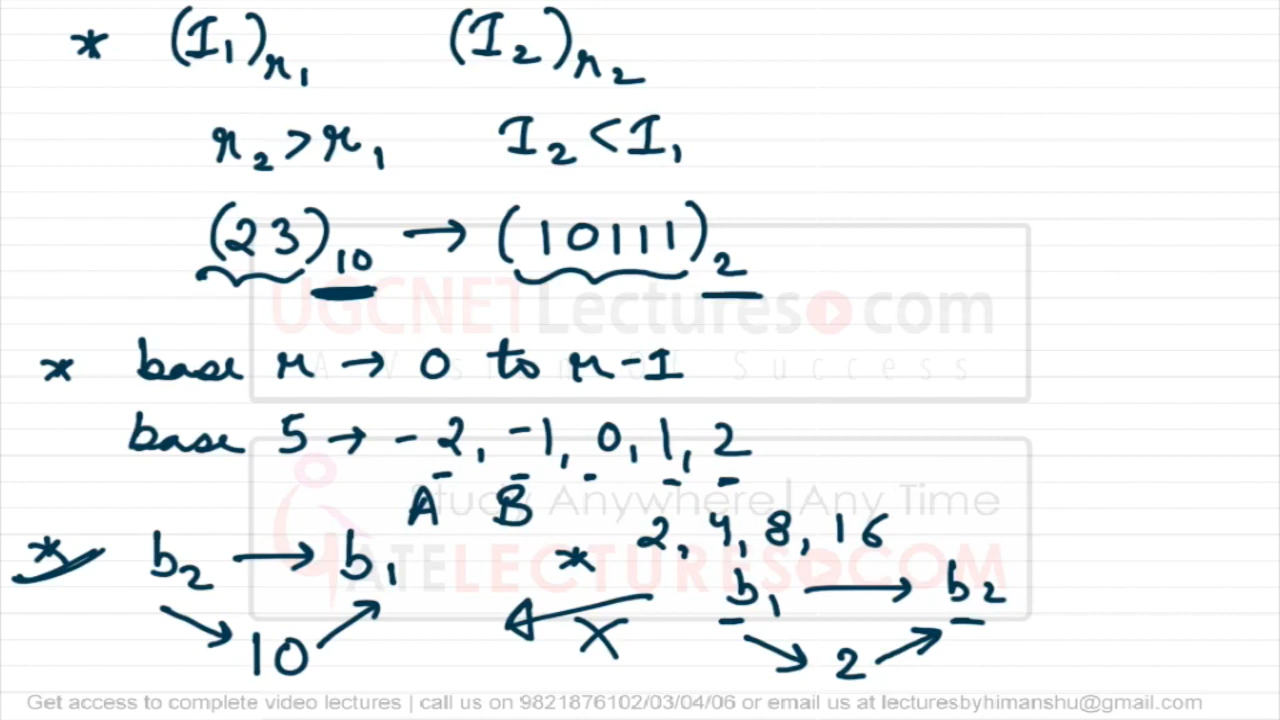 * (I₁)r₁ (I₂)r₂
r₂ > r₁ I₂ < I₁
(23)₁₀ → (10111)₂
UGCNETLectures.com
A Vision Of Success
* base r → 0 to r-1
base 5 → -2, -1, 0, 1, 2
A B
Study Anywhere|Any Time
GATELECTURES.COM
* b₂ → b₁
10
* 2, 4, 8, 16
b₁ → b₂
2
Get access to complete video lectures | call us on 9821876102/03/04/06 or email us at lecturesbyhimanshu@gmail.com